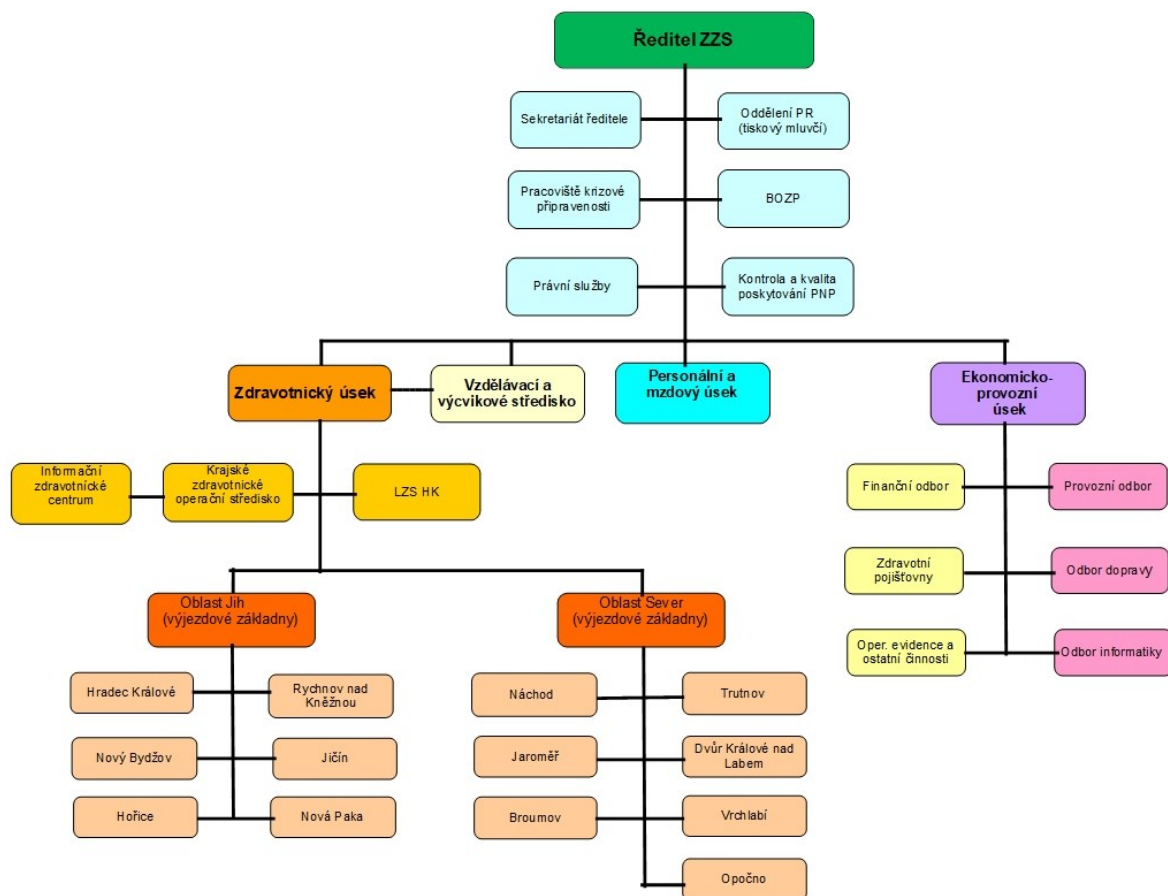 Ředitel ZZS
Sekretariát ředitele
Oddělení PR
(tiskový mluvčí)
Pracoviště krizové
připravenosti
BOZP
Právní služby
Kontrola a kvalita
poskytování PNP
Zdravotnický úsek
Vzdělávací a
výcvikové středisko
Personální a
mzdový úsek
Ekonomicko-
provozní
úsek
Informační
zdravotnícké
centrum
Krajské
zdravotnické
operační středisko
LZS HK
Finanční odbor
Provozní odbor
Zdravotní
pojišťovny
Odbor dopravy
Oper. evidence a
ostatní činnosti
Odbor informatiky
Oblast Jih
(výjezdové základny)
Oblast Sever
(výjezdové základny)
Hradec Králové
Rychnov nad
Kněžnou
Nový Bydžov
Jičín
Hořice
Nová Paka
Náchod
Trutnov
Jaroměř
Dvůr Králové nad
Labem
Broumov
Vrchlabí
Opočno